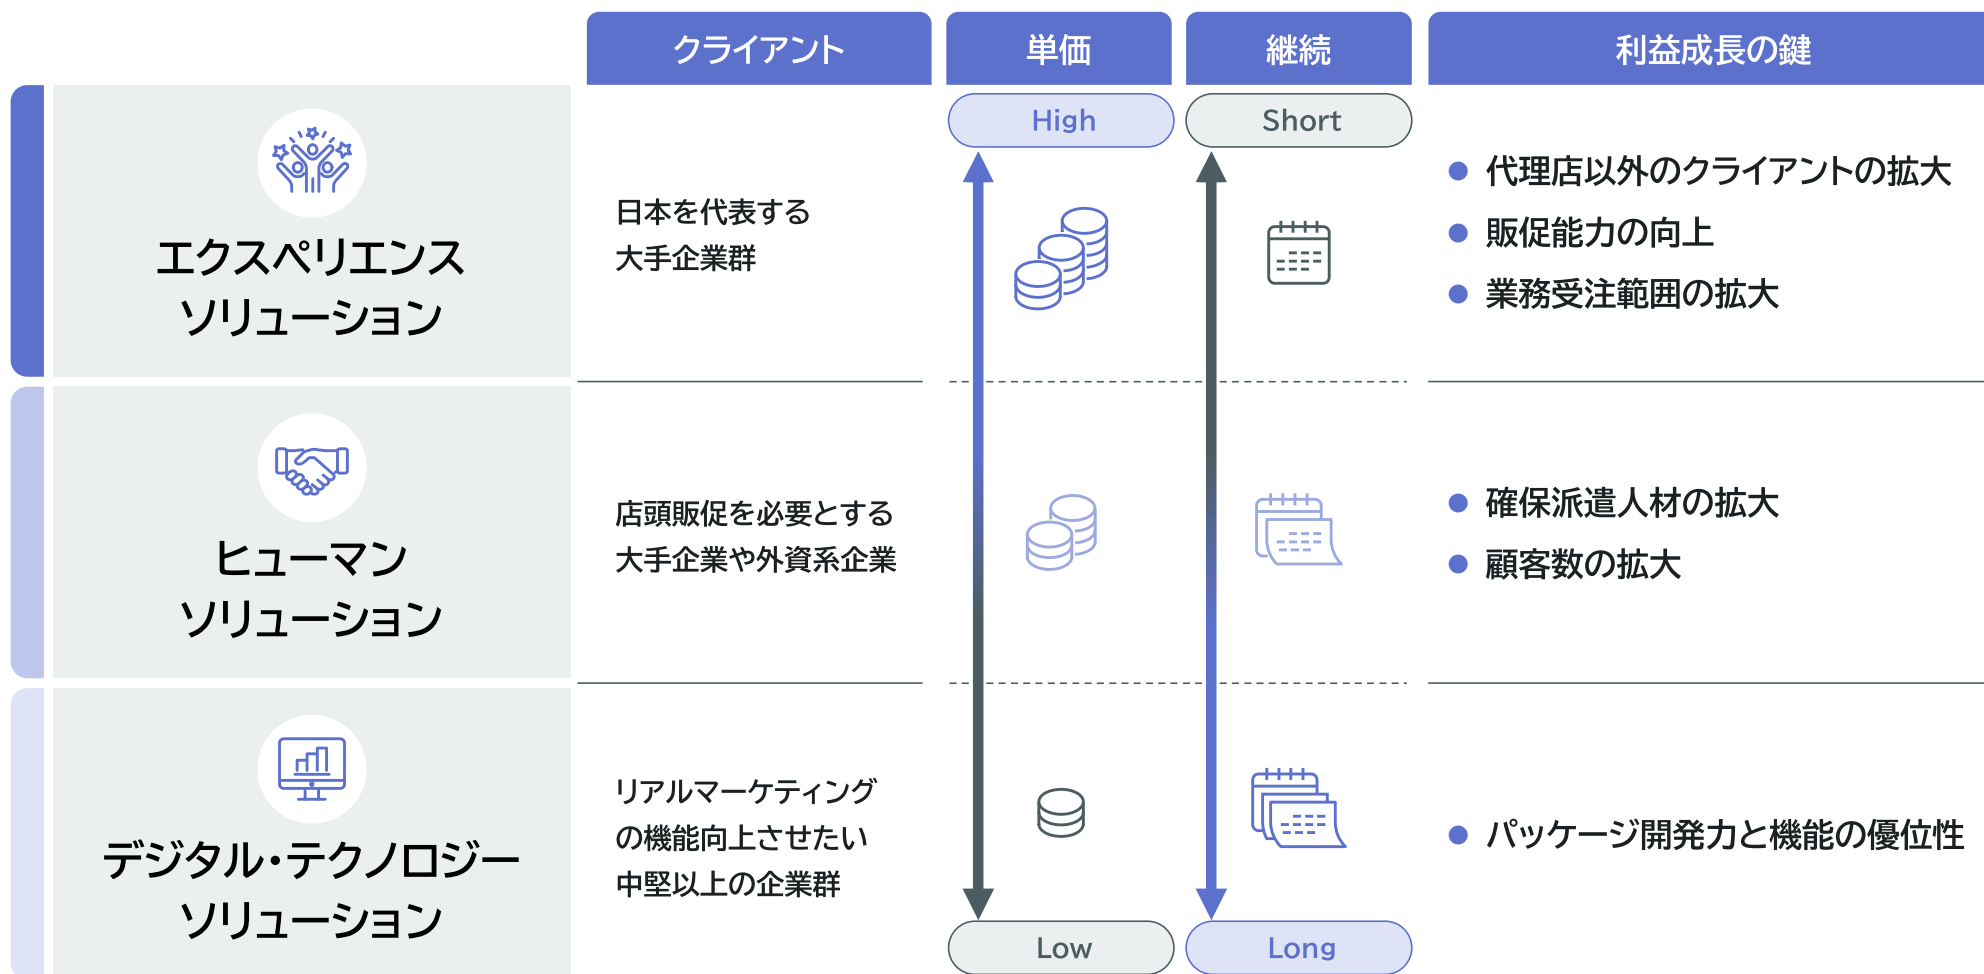 クライアント
単価
継続
利益成長の鍵
High
Short
エクスペリエンス
ソリューション
日本を代表する
大手企業群
代理店以外のクライアントの拡大
販促能力の向上
業務受注範囲の拡大
ヒューマン
ソリューション
店頭販促を必要とする
大手企業や外資系企業
確保派遣人材の拡大
顧客数の拡大
デジタル・テクノロジー
ソリューション
リアルマーケティング
の機能向上させたい
中堅以上の企業群
パッケージ開発力と機能の優位性
Low
Long